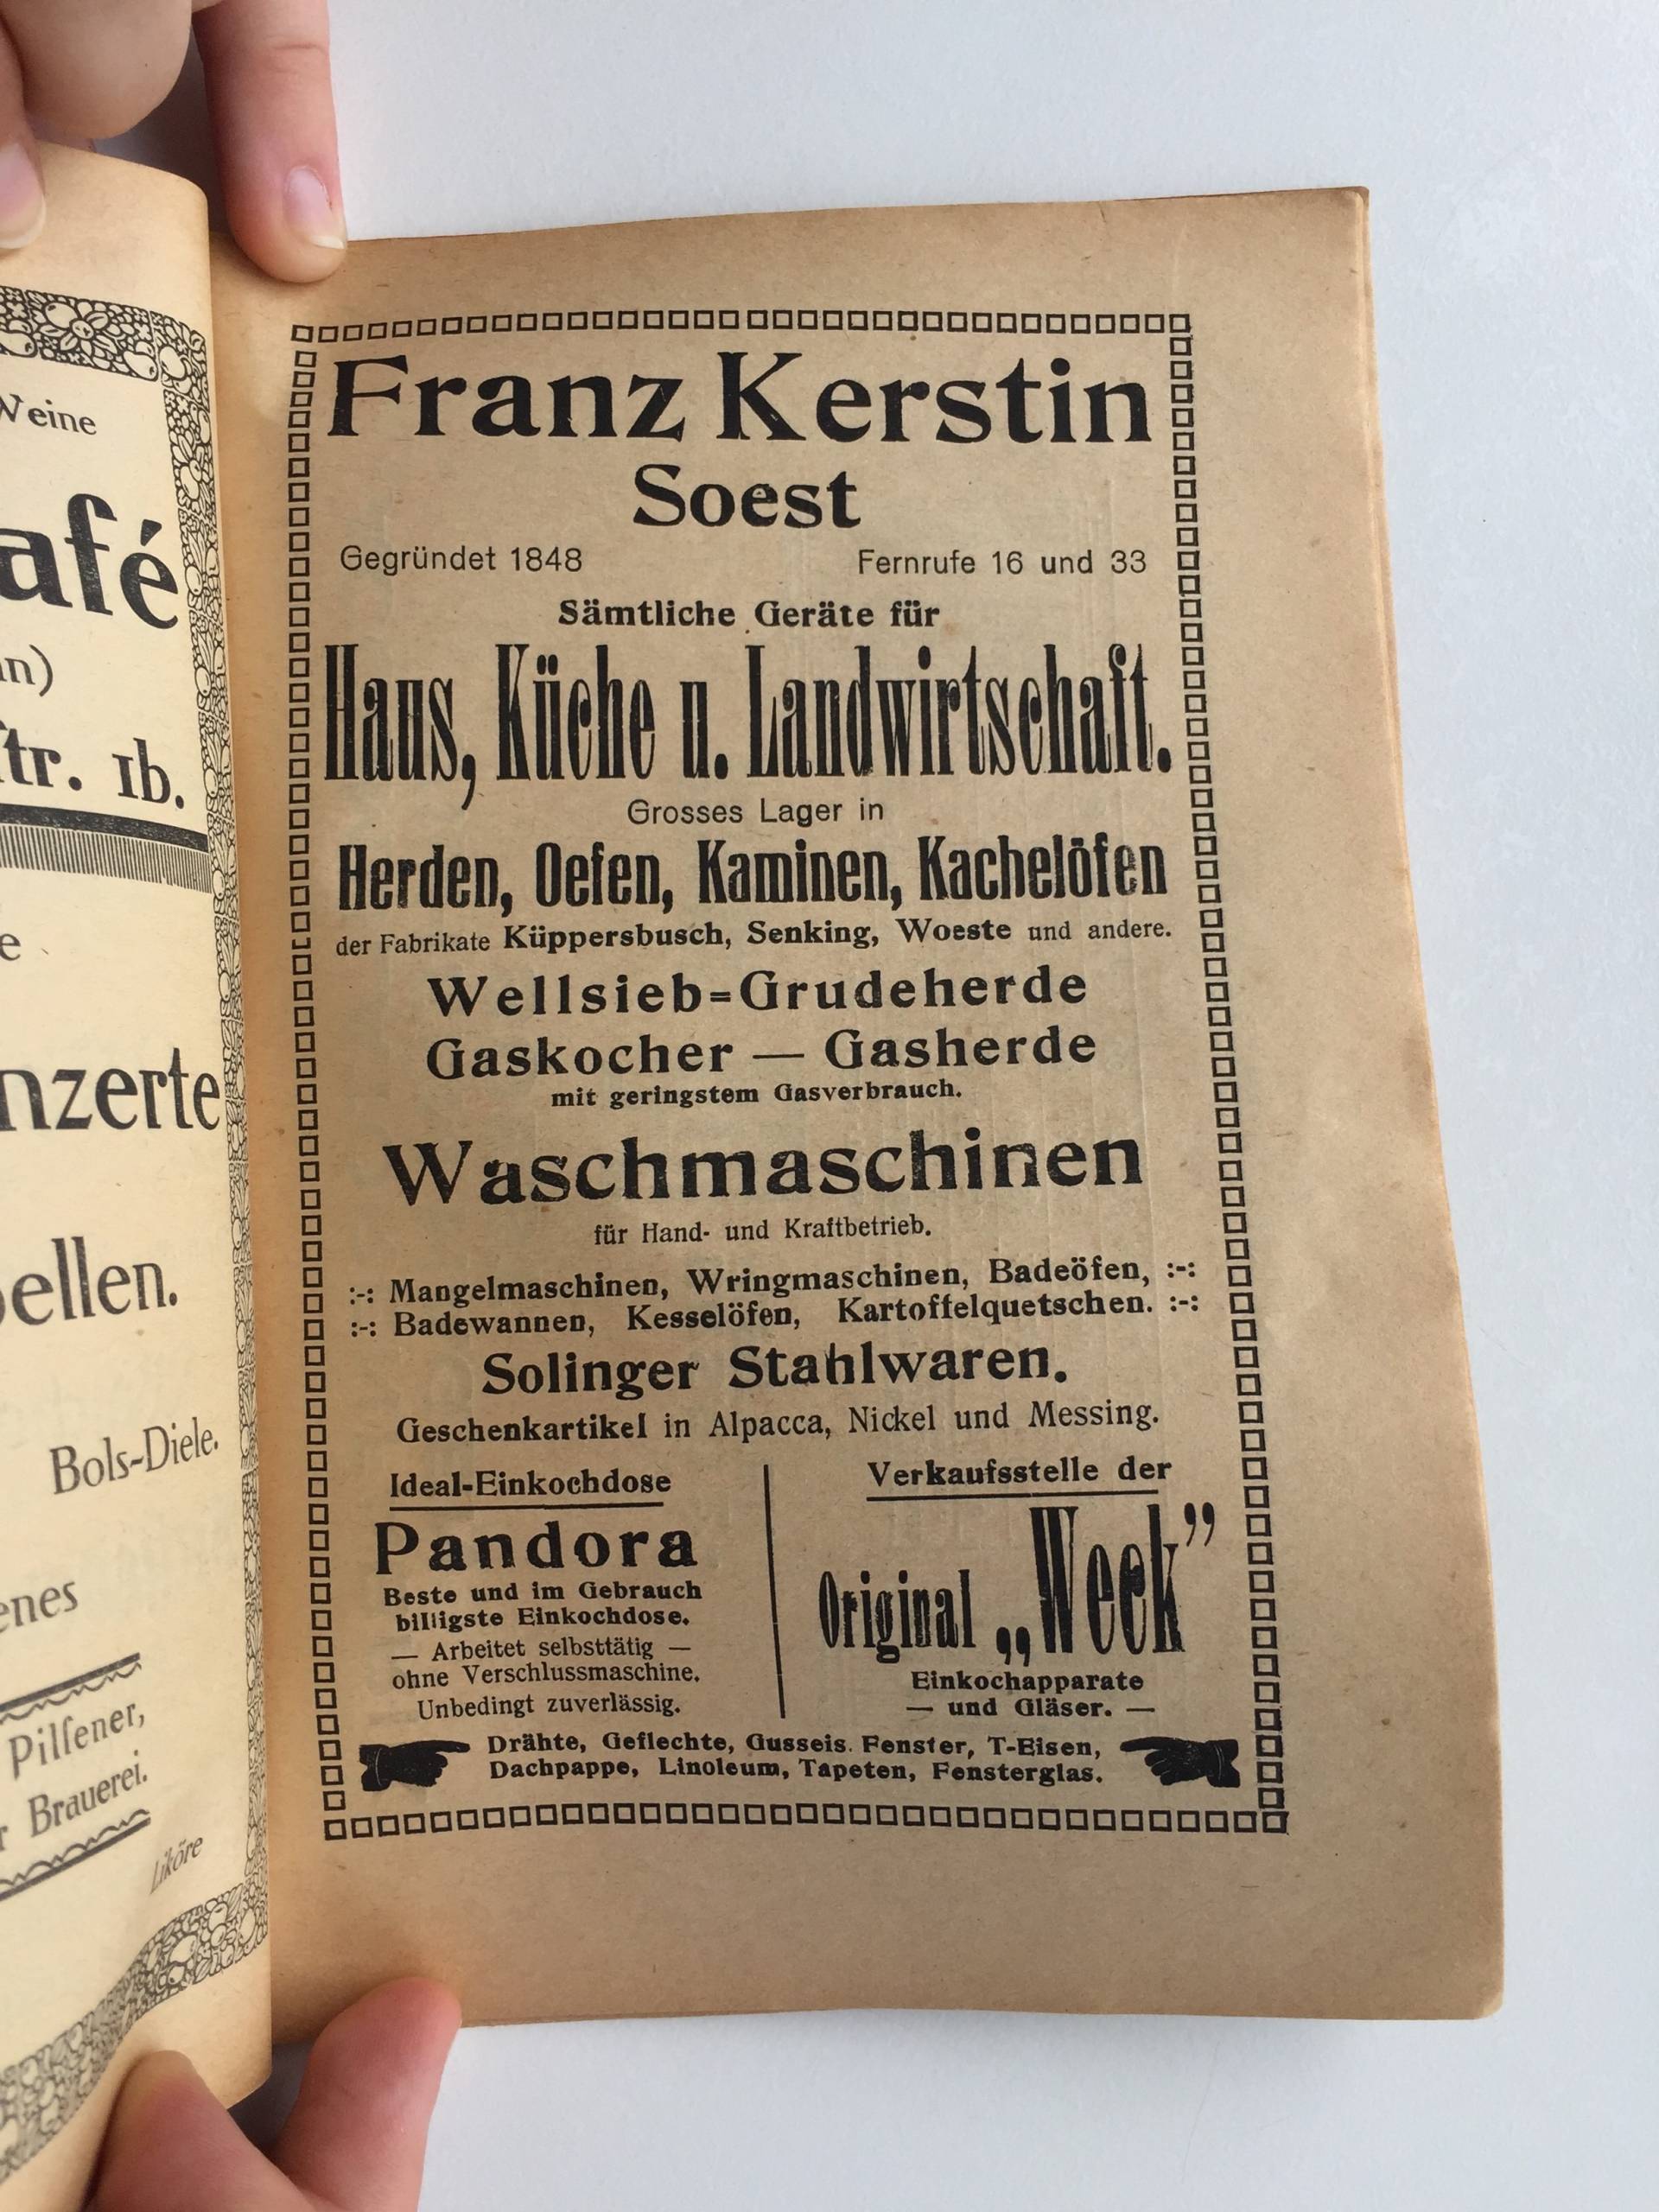 Weine
afé
in)
ſtr. 1b.
e
nzerte
ellen.
Bols-Diele.
enes
Pilſener,
r Brauerei.
Liköre
Franz Kerstin
Soest
Gegründet 1848 Fernrufe 16 und 33
Sämtliche Geräte für
Haus, Küche u. Landwirtschaft.
Grosses Lager in
Herden, Oefen, Kaminen, Kachelöfen
der Fabrikate Küppersbusch, Senking, Woeste und andere.
Wellsieb=Grudeherde
Gaskocher — Gasherde
mit geringstem Gasverbrauch.
Waschmaschinen
für Hand- und Kraftbetrieb.
:-: Mangelmaschinen, Wringmaschinen, Badeöfen, :-:
:-: Badewannen, Kesselöfen, Kartoffelquetschen. :-:
Solinger Stahlwaren.
Geschenkartikel in Alpacca, Nickel und Messing.
Ideal-Einkochdose
Pandora
Beste und im Gebrauch
billigste Einkochdose.
— Arbeitet selbsttätig —
ohne Verschlussmaschine.
Unbedingt zuverlässig.
Verkaufsstelle der
Original „Week”
Einkochapparate
— und Gläser. —
Drähte, Geflechte, Gusseis. Fenster, T-Eisen,
Dachpappe, Linoleum, Tapeten, Fensterglas.